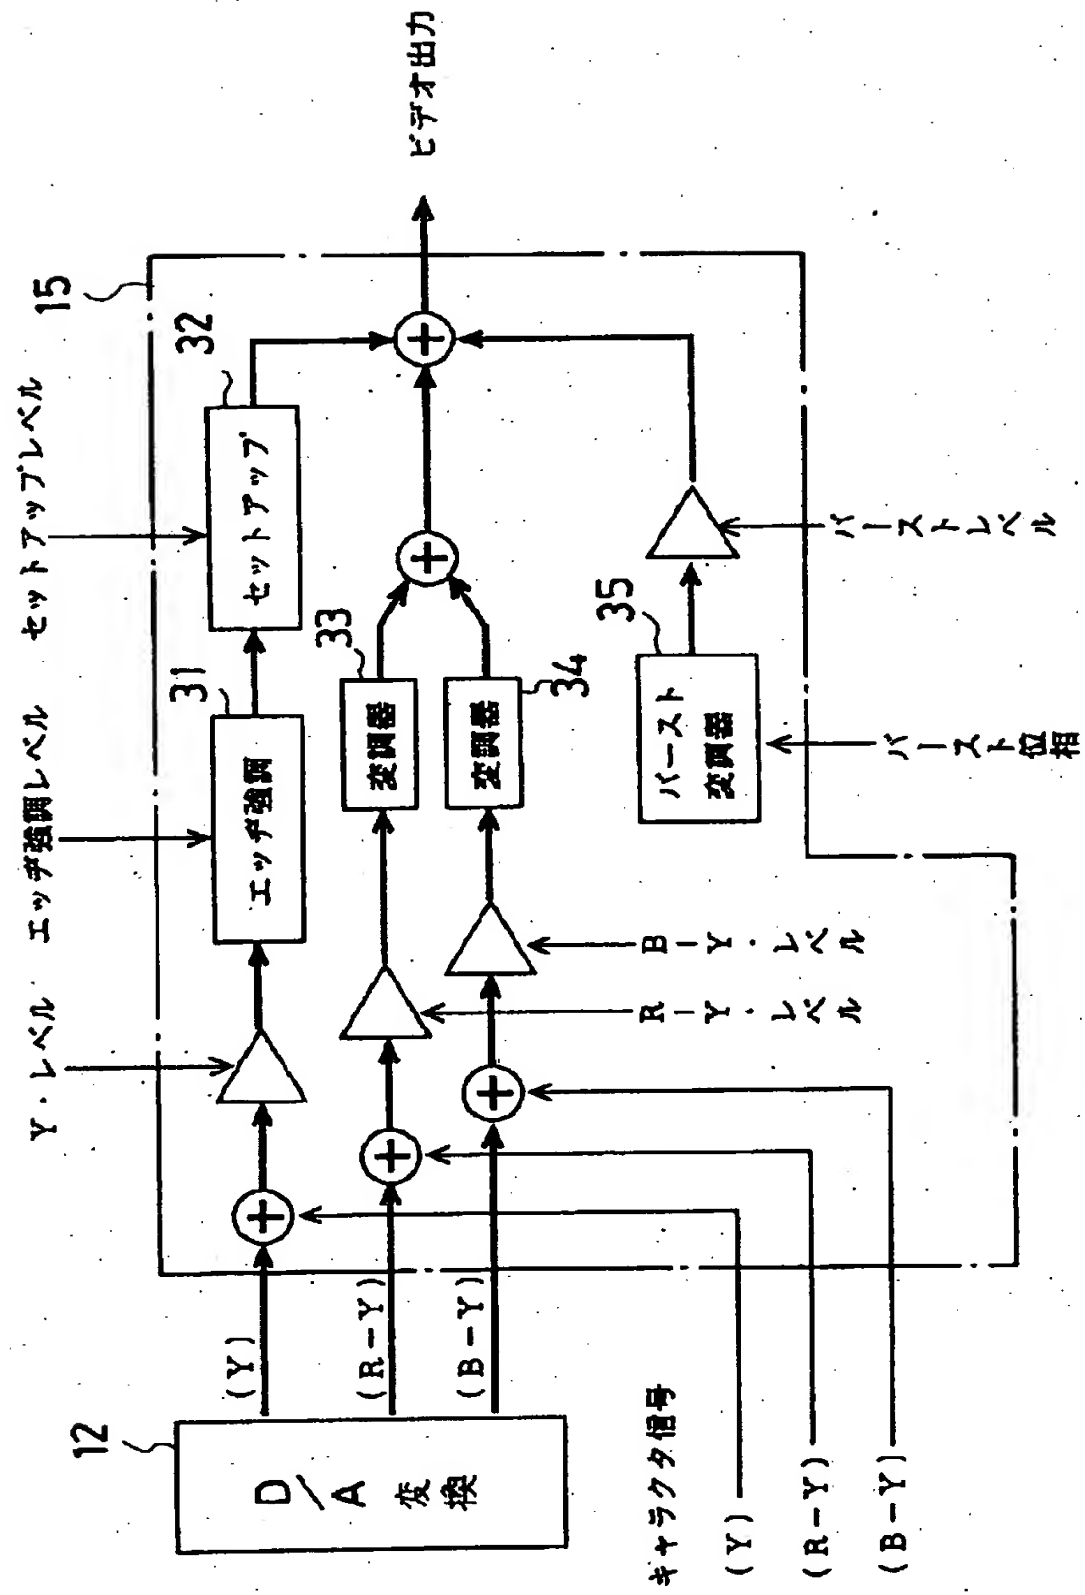 Y・レベル
エッヂ強調レベル
セットアップレベル
15
31
32
エッヂ強調
セットアップ
12
D/A
変換
(Y)
(R-Y)
(B-Y)
33
変調器
34
変調器
ビデオ出力
35
バースト
変調器
R-Y・レベル
B-Y・レベル
バースト位相
バーストレベル
キャラクタ信号
(Y)
(R-Y)
(B-Y)